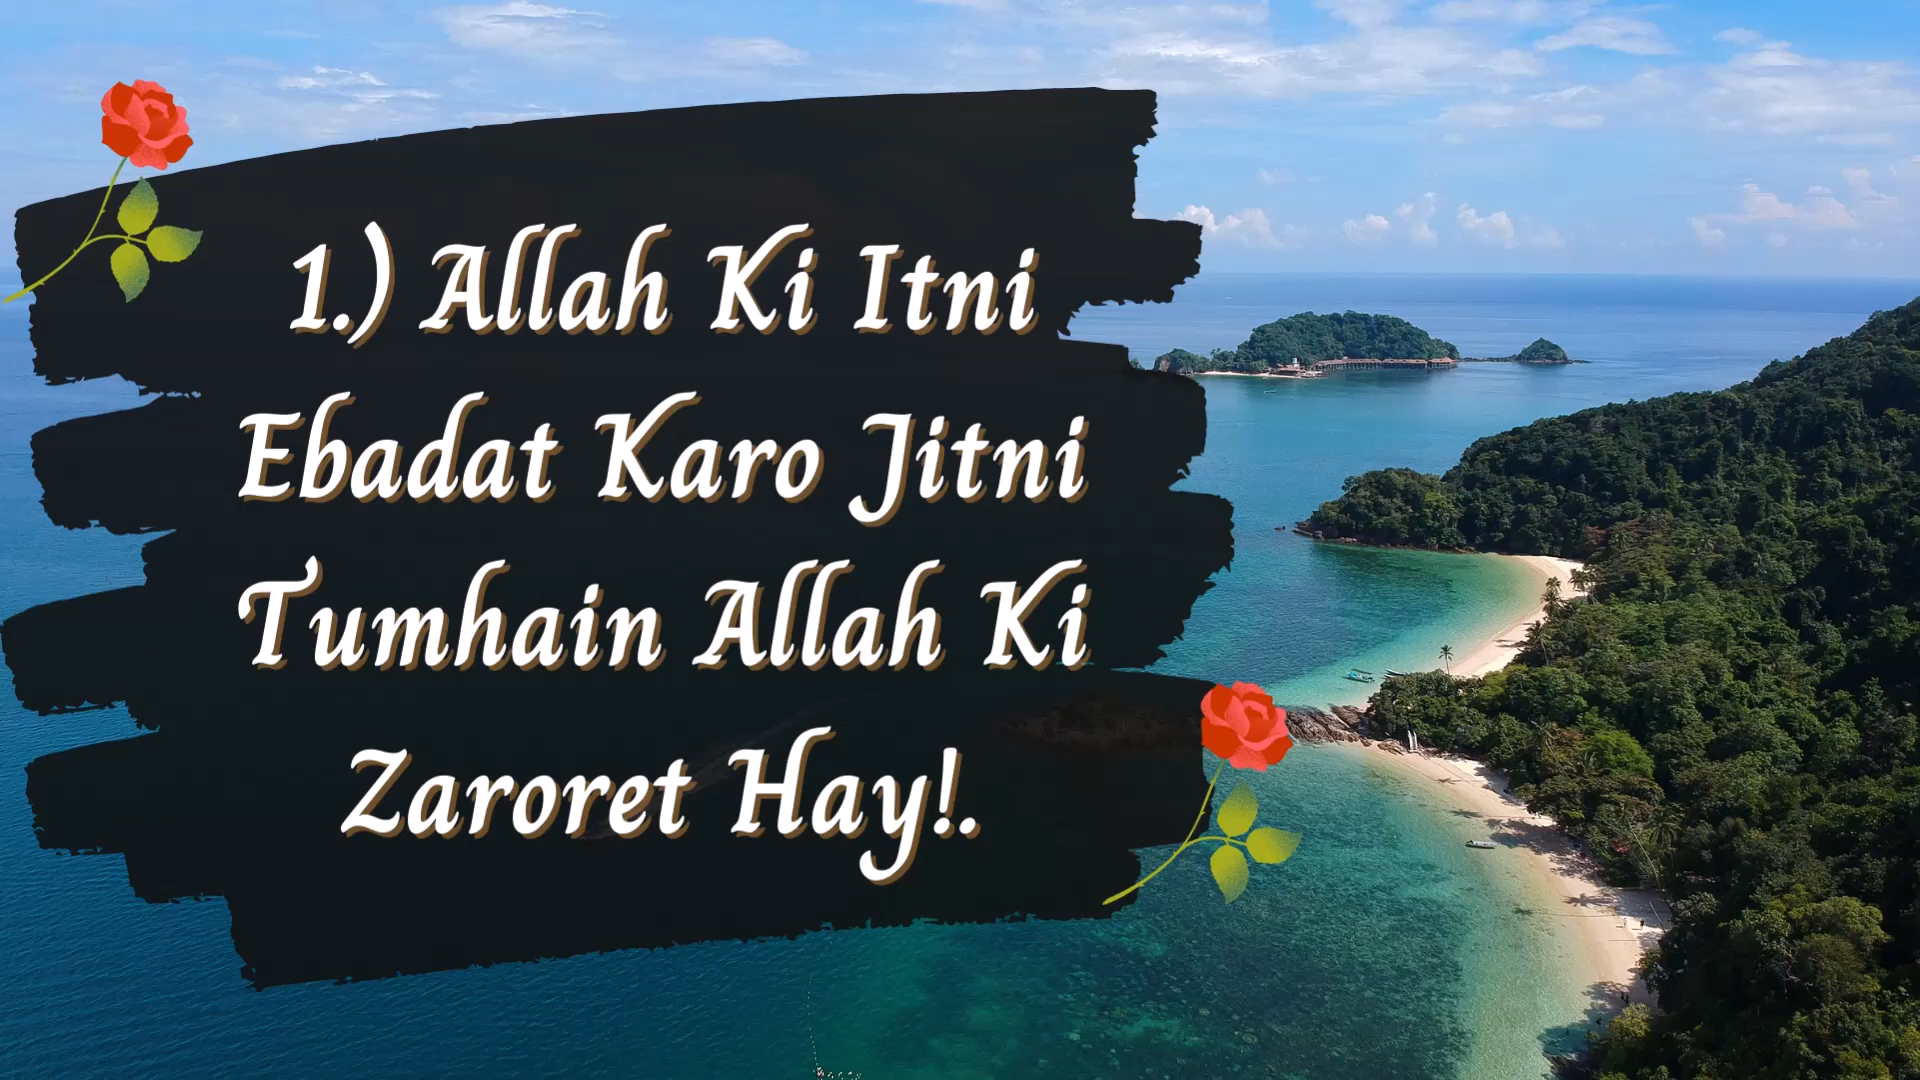 1.) Allah Ki Itni
Ebadat Karo Jitni
Tumhain Allah Ki
Zaroret Hay!.